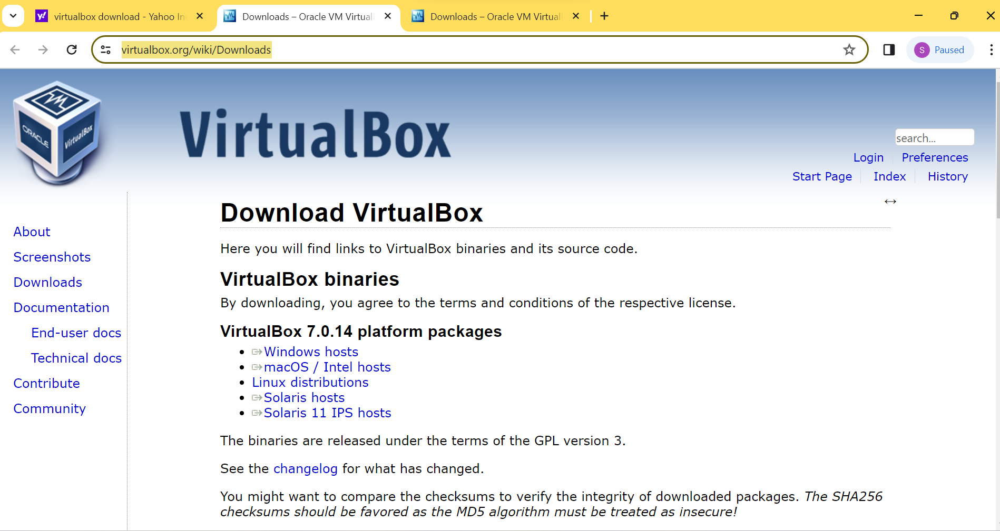 virtualbox download - Yahoo In
Downloads – Oracle VM Virtual
Downloads – Oracle VM Virtuall
virtualbox.org/wiki/Downloads
S
Paused
ORACLE
VirtualBox
VirtualBox
search...
Login
Preferences
Start Page
Index
History
About
Screenshots
Downloads
Documentation
End-user docs
Technical docs
Contribute
Community
Download VirtualBox
Here you will find links to VirtualBox binaries and its source code.
VirtualBox binaries
By downloading, you agree to the terms and conditions of the respective license.
VirtualBox 7.0.14 platform packages
Windows hosts
macOS / Intel hosts
Linux distributions
Solaris hosts
Solaris 11 IPS hosts
The binaries are released under the terms of the GPL version 3.
See the changelog for what has changed.
You might want to compare the checksums to verify the integrity of downloaded packages. The SHA256
checksums should be favored as the MD5 algorithm must be treated as insecure!